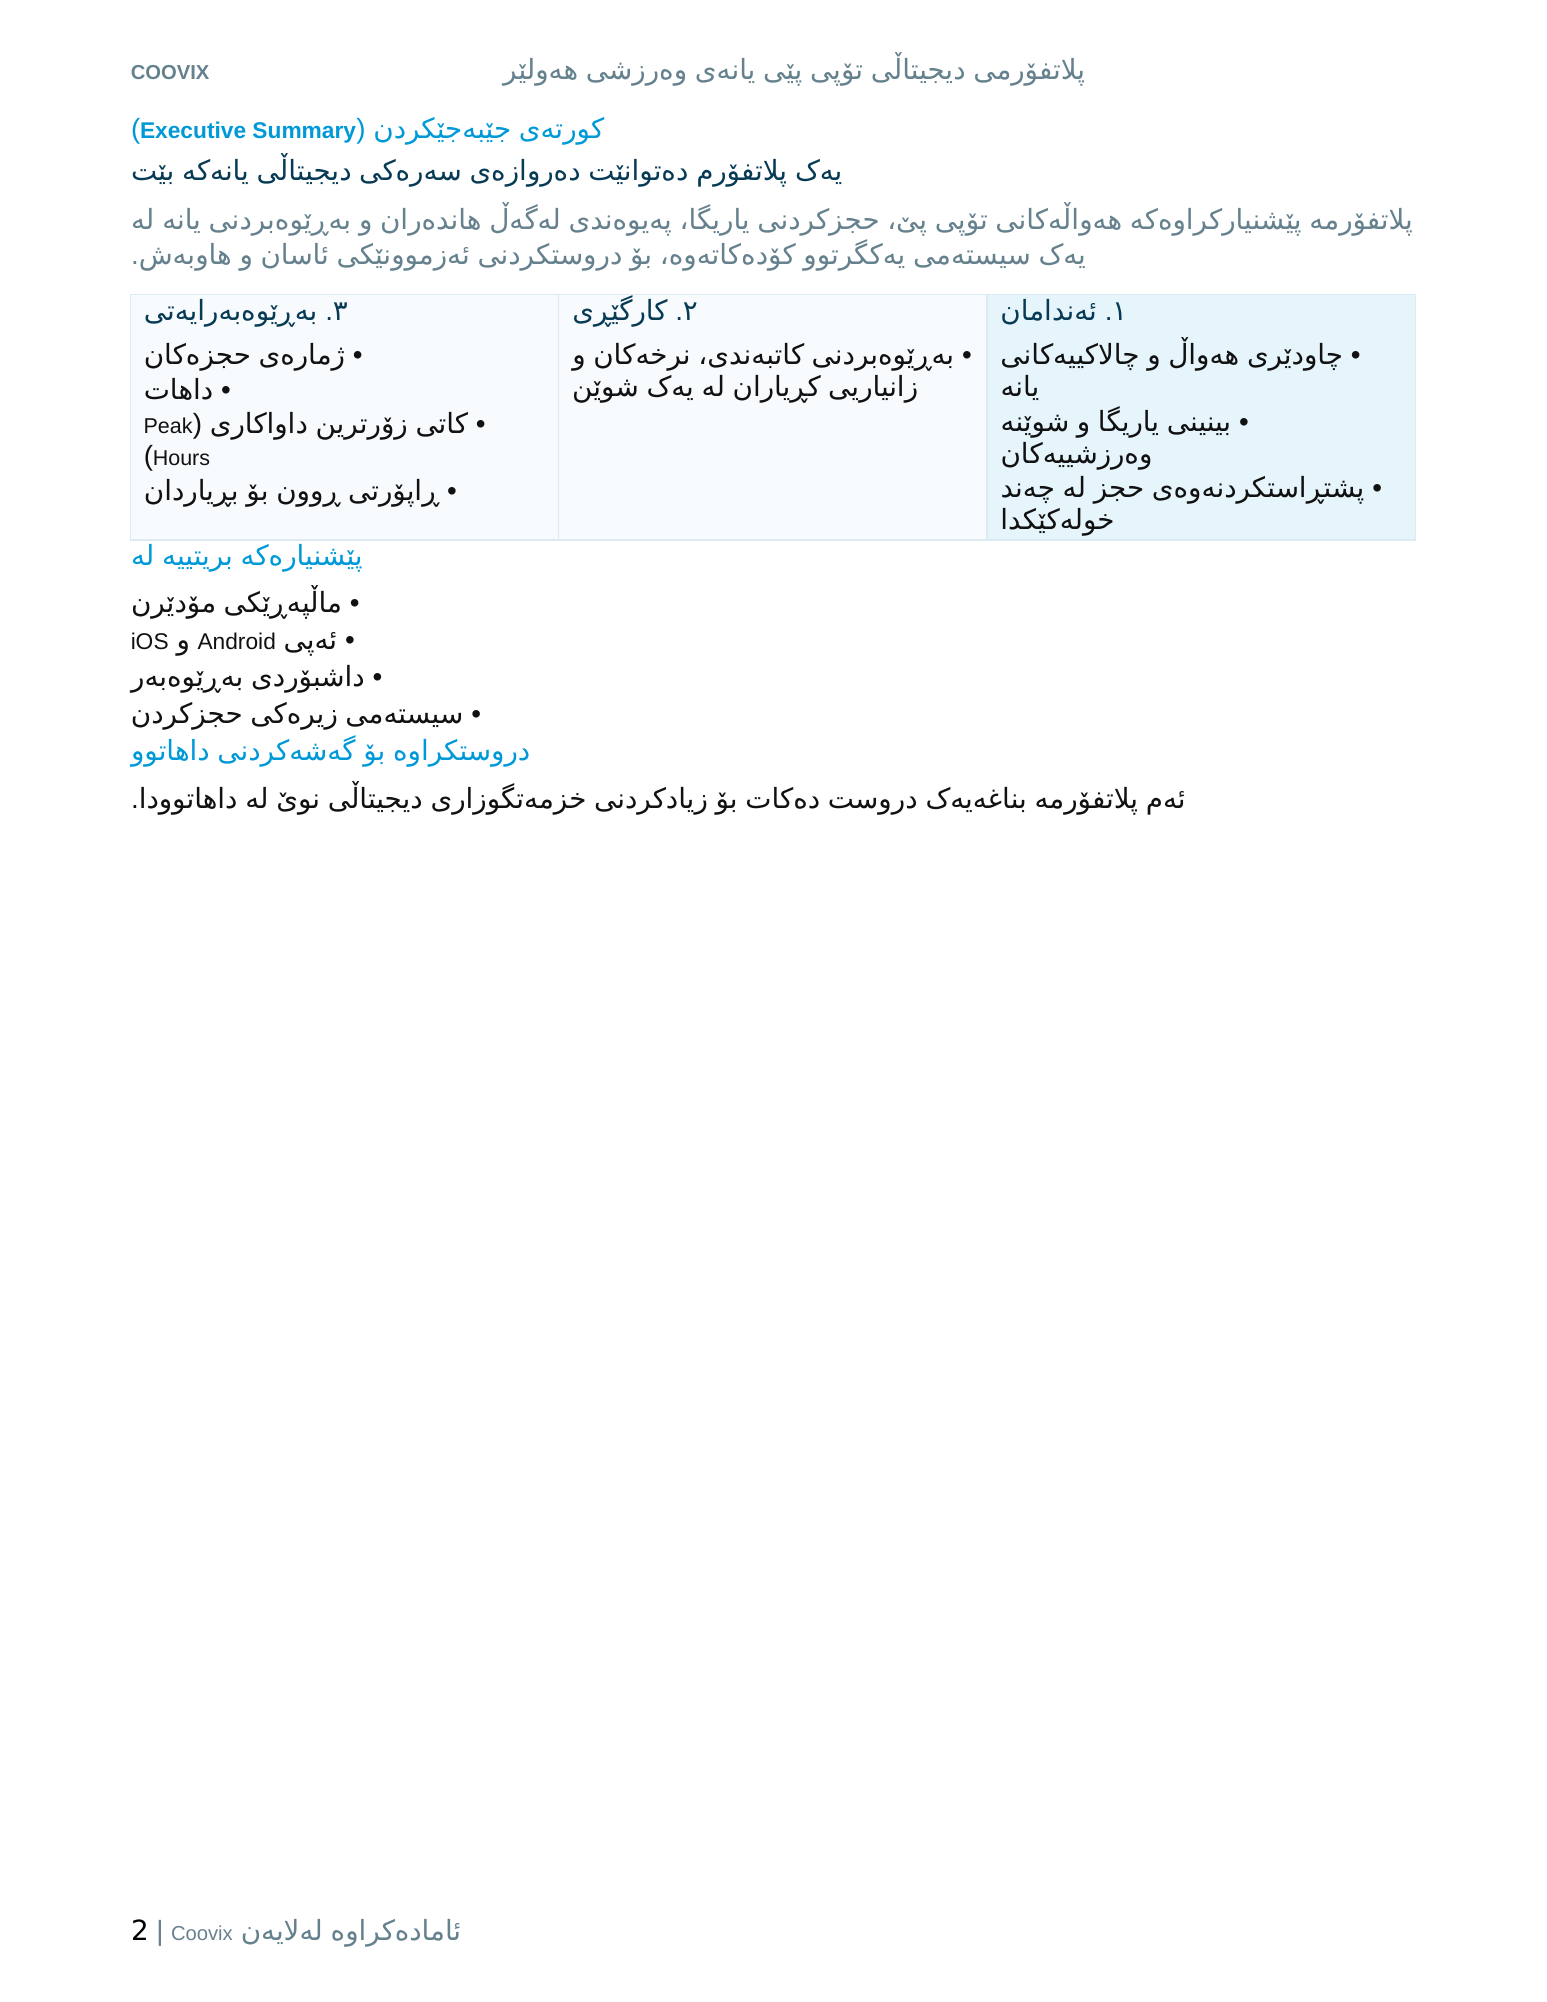 پلاتفۆرمی دیجیتاڵی تۆپی پێی یانەی وەرزشی هەولێر
COOVIX
کورتەی جێبەجێکردن (Executive Summary)
یەک پلاتفۆرم دەتوانێت دەروازەی سەرەکی دیجیتاڵی یانەکە بێت
پلاتفۆرمە پێشنیارکراوەکە هەواڵەکانی تۆپی پێ، حجزکردنی یاریگا، پەیوەندی لەگەڵ هاندەران و بەڕێوەبردنی یانە لە
یەک سیستەمی یەکگرتوو کۆدەکاتەوە، بۆ دروستکردنی ئەزموونێکی ئاسان و هاوبەش.
١. ئەندامان
• چاودێری هەواڵ و چالاکییەکانی
یانە
• بینینی یاریگا و شوێنە
وەرزشییەکان
• پشتڕاستکردنەوەی حجز لە چەند
خولەکێکدا
٢. کارگێڕی
• بەڕێوەبردنی کاتبەندی، نرخەکان و
زانیاریی کڕیاران لە یەک شوێن
٣. بەڕێوەبەرایەتی
• ژمارەی حجزەکان
• داهات
• کاتی زۆرترین داواکاری (Peak
Hours)
• ڕاپۆرتی ڕوون بۆ بڕیاردان
پێشنیارەکە بریتییە لە
• ماڵپەڕێکی مۆدێرن
• ئەپی Android و iOS
• داشبۆردی بەڕێوەبەر
• سیستەمی زیرەکی حجزکردن
دروستکراوە بۆ گەشەکردنی داهاتوو
ئەم پلاتفۆرمە بناغەیەک دروست دەکات بۆ زیادکردنی خزمەتگوزاری دیجیتاڵی نوێ لە داهاتوودا.
ئامادەکراوە لەلایەن Coovix | 2